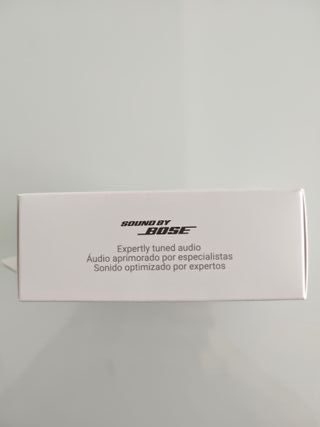 SOUND BY
BOSE
Expertly tuned audio
Áudio aprimorado por especialistas
Sonido optimizado por expertos